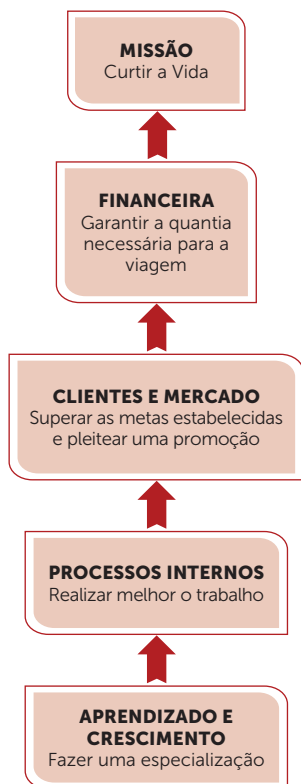 MISSÃO
Curtir a Vida
FINANCEIRA
Garantir a quantia
necessária para a
viagem
CLIENTES E MERCADO
Superar as metas estabelecidas
e pleitear uma promoção
PROCESSOS INTERNOS
Realizar melhor o trabalho
APRENDIZADO E
CRESCIMENTO
Fazer uma especialização